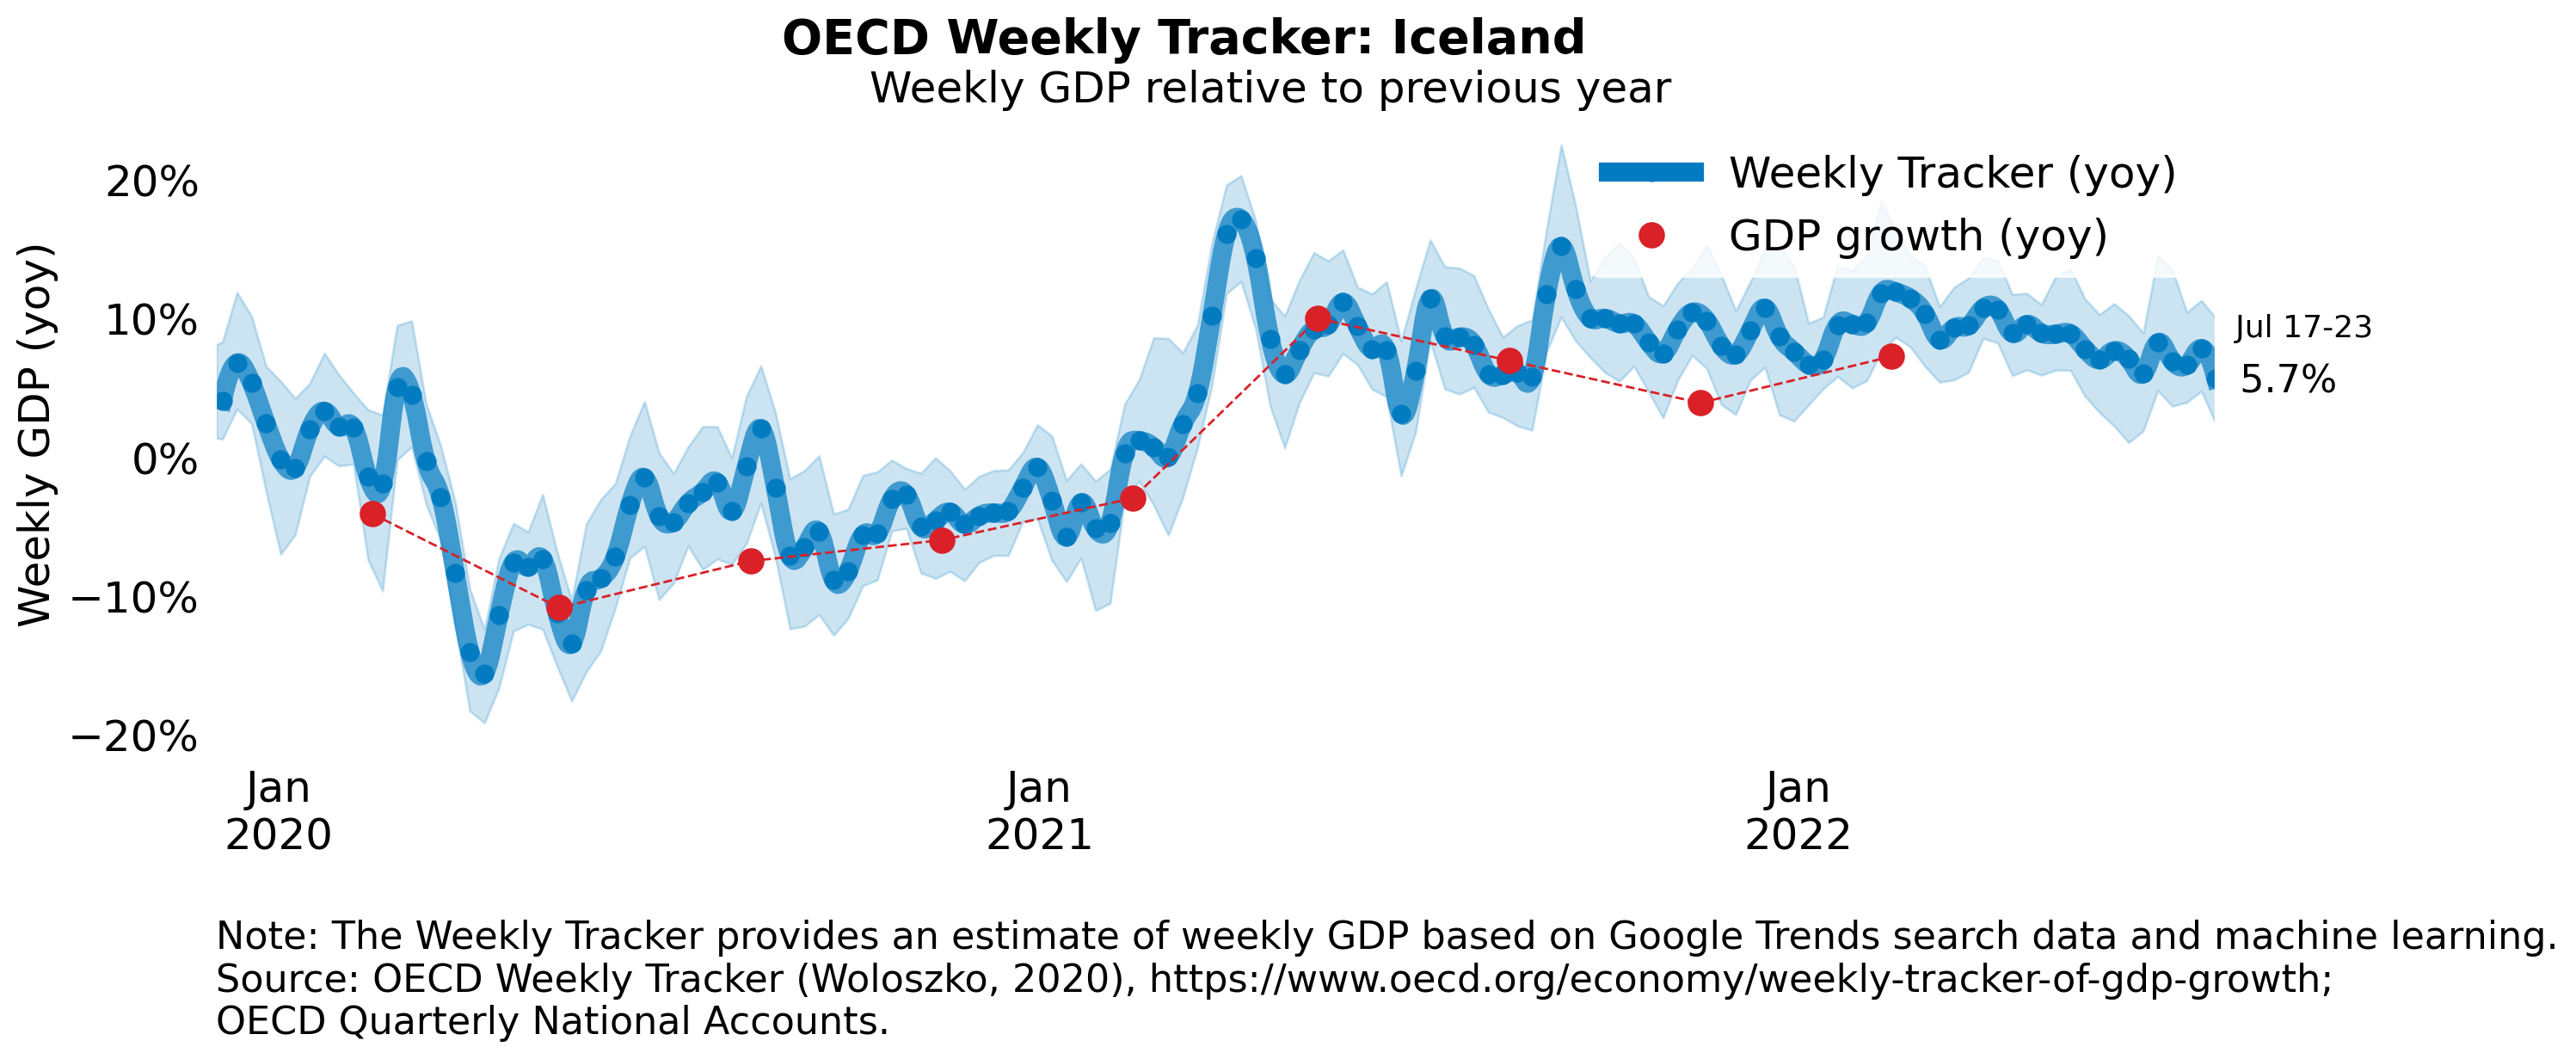 OECD Weekly Tracker: Iceland
Weekly GDP relative to previous year
Weekly GDP (yoy)
20%
10%
0%
−10%
−20%
Weekly Tracker (yoy)
GDP growth (yoy)
Jul 17-23
5.7%
Jan
2020
Jan
2021
Jan
2022
Note: The Weekly Tracker provides an estimate of weekly GDP based on Google Trends search data and machine learning.
Source: OECD Weekly Tracker (Woloszko, 2020), https://www.oecd.org/economy/weekly-tracker-of-gdp-growth;
OECD Quarterly National Accounts.